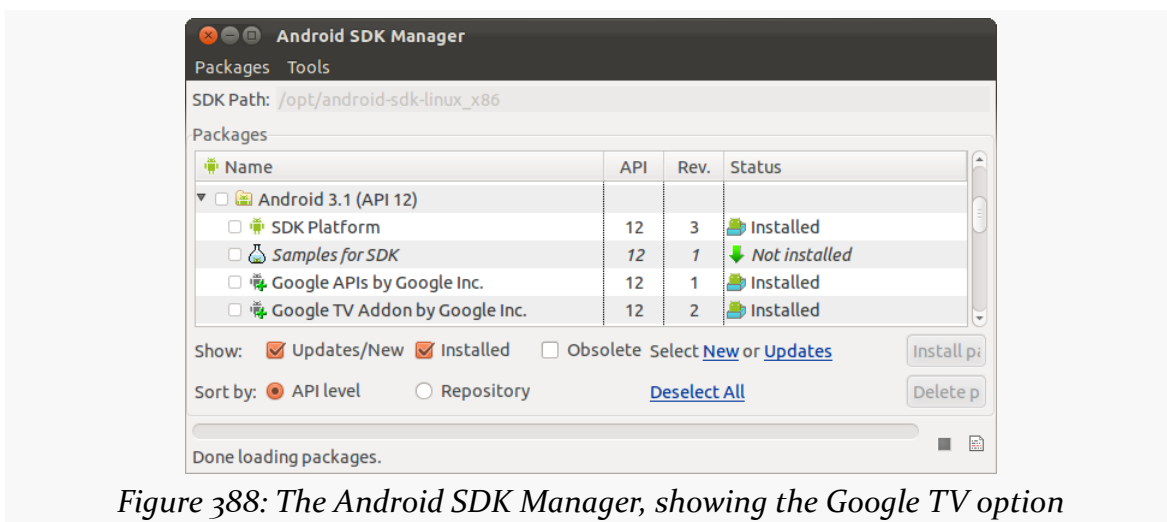 Android SDK Manager
Packages Tools
SDK Path: /opt/android-sdk-linux_x86
Packages
Name API Rev. Status
Android 3.1 (API 12)
SDK Platform 12 3 Installed
Samples for SDK 12 1 Not installed
Google APIs by Google Inc. 12 1 Installed
Google TV Addon by Google Inc. 12 2 Installed
Show: Updates/New Installed Obsolete Select New or Updates Install pa
Sort by: API level Repository Deselect All Delete p
Done loading packages.
Figure 388: The Android SDK Manager, showing the Google TV option